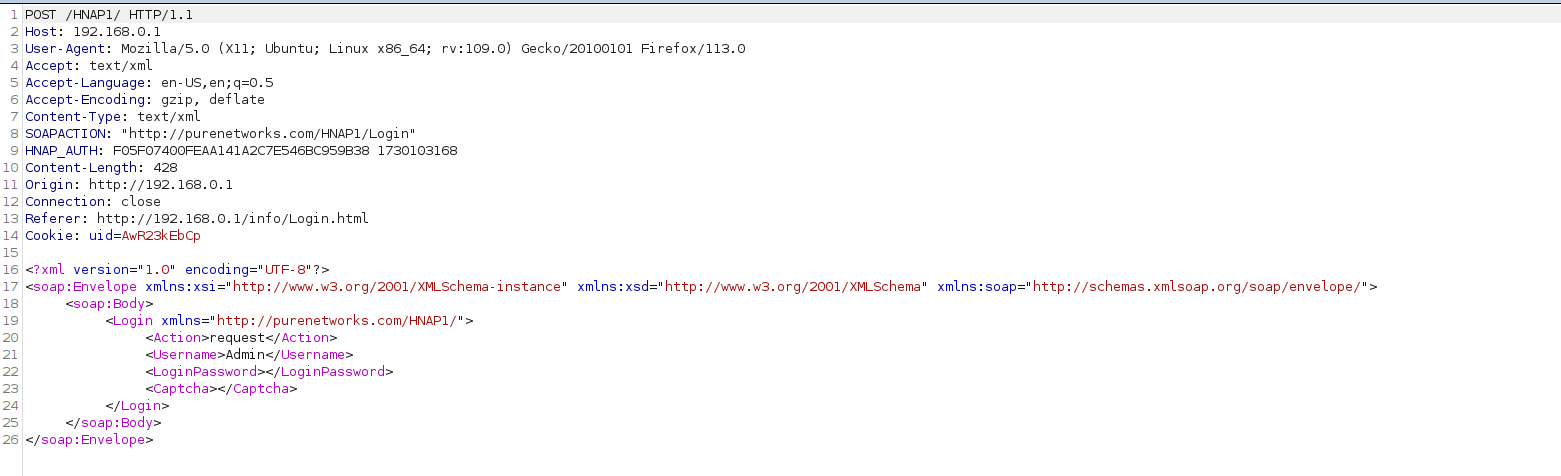 1 POST /HNAP1/ HTTP/1.1
2 Host: 192.168.0.1
3 User-Agent: Mozilla/5.0 (X11; Ubuntu; Linux x86_64; rv:109.0) Gecko/20100101 Firefox/113.0
4 Accept: text/xml
5 Accept-Language: en-US,en;q=0.5
6 Accept-Encoding: gzip, deflate
7 Content-Type: text/xml
8 SOAPACTION: "http://purenetworks.com/HNAP1/Login"
9 HNAP_AUTH: F05F07400FEAA141A2C7E546BC959B38 1730103168
10 Content-Length: 428
11 Origin: http://192.168.0.1
12 Connection: close
13 Referer: http://192.168.0.1/info/Login.html
14 Cookie: uid=AwR23kEbCp
15
16 <?xml version="1.0" encoding="UTF-8"?>
17 <soap:Envelope xmlns:xsi="http://www.w3.org/2001/XMLSchema-instance" xmlns:xsd="http://www.w3.org/2001/XMLSchema" xmlns:soap="http://schemas.xmlsoap.org/soap/envelope/">
18 <soap:Body>
19 <Login xmlns="http://purenetworks.com/HNAP1/">
20 <Action>request</Action>
21 <Username>Admin</Username>
22 <LoginPassword></LoginPassword>
23 <Captcha></Captcha>
24 </Login>
25 </soap:Body>
26 </soap:Envelope>